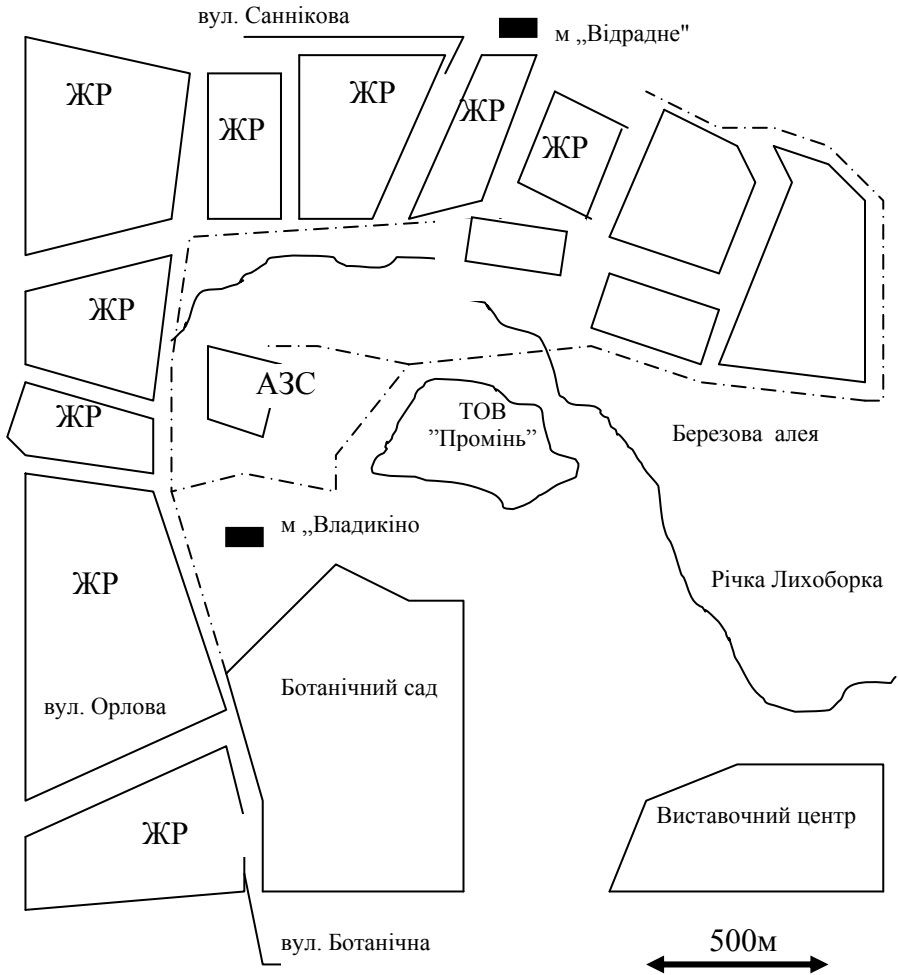 вул. Саннікова
м „Відрадне"
ЖР
ЖР
ЖР
ЖР
ЖР
ЖР
АЗС
ЖР
ТОВ
”Промінь”
Березова алея
м „Владикіно
ЖР
Річка Лихоборка
Ботанічний сад
вул. Орлова
ЖР
Виставочний центр
вул. Ботанічна
500м